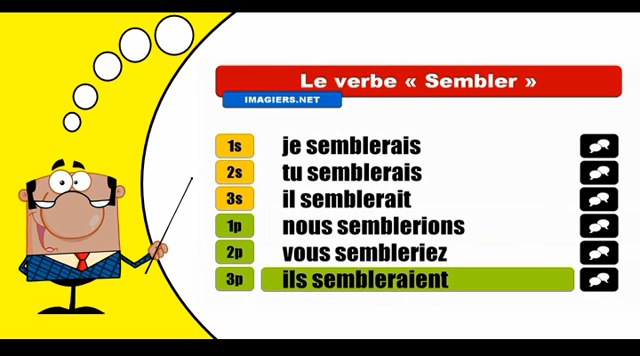 Le verbe « Sembler »
IMAGIERS.NET
1s je semblerais
2s tu semblerais
3s il semblerait
1p nous semblerions
2p vous sembleriez
3p ils sembleraient